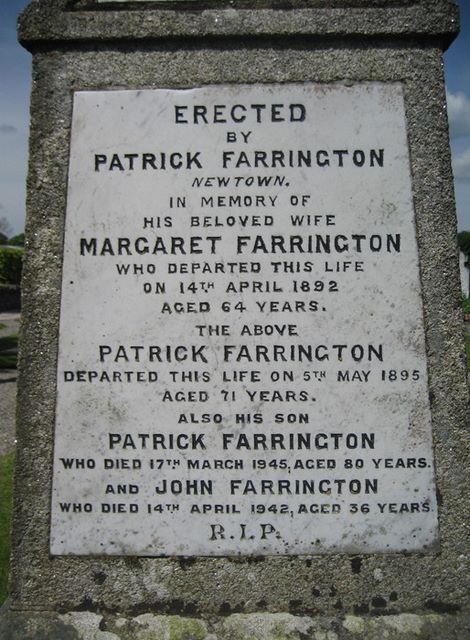 ERECTED
BY
PATRICK FARRINGTON
NEWTOWN.
IN MEMORY OF
HIS BELOVED WIFE
MARGARET FARRINGTON
WHO DEPARTED THIS LIFE
ON 14TH APRIL 1892
AGED 64 YEARS.
THE ABOVE
PATRICK FARRINGTON
DEPARTED THIS LIFE ON 5TH MAY 1895
AGED 71 YEARS.
ALSO HIS SON
PATRICK FARRINGTON
WHO DIED 17TH MARCH 1945, AGED 80 YEARS.
AND JOHN FARRINGTON
WHO DIED 14TH APRIL 1942, AGED 36 YEARS
R.I.P.